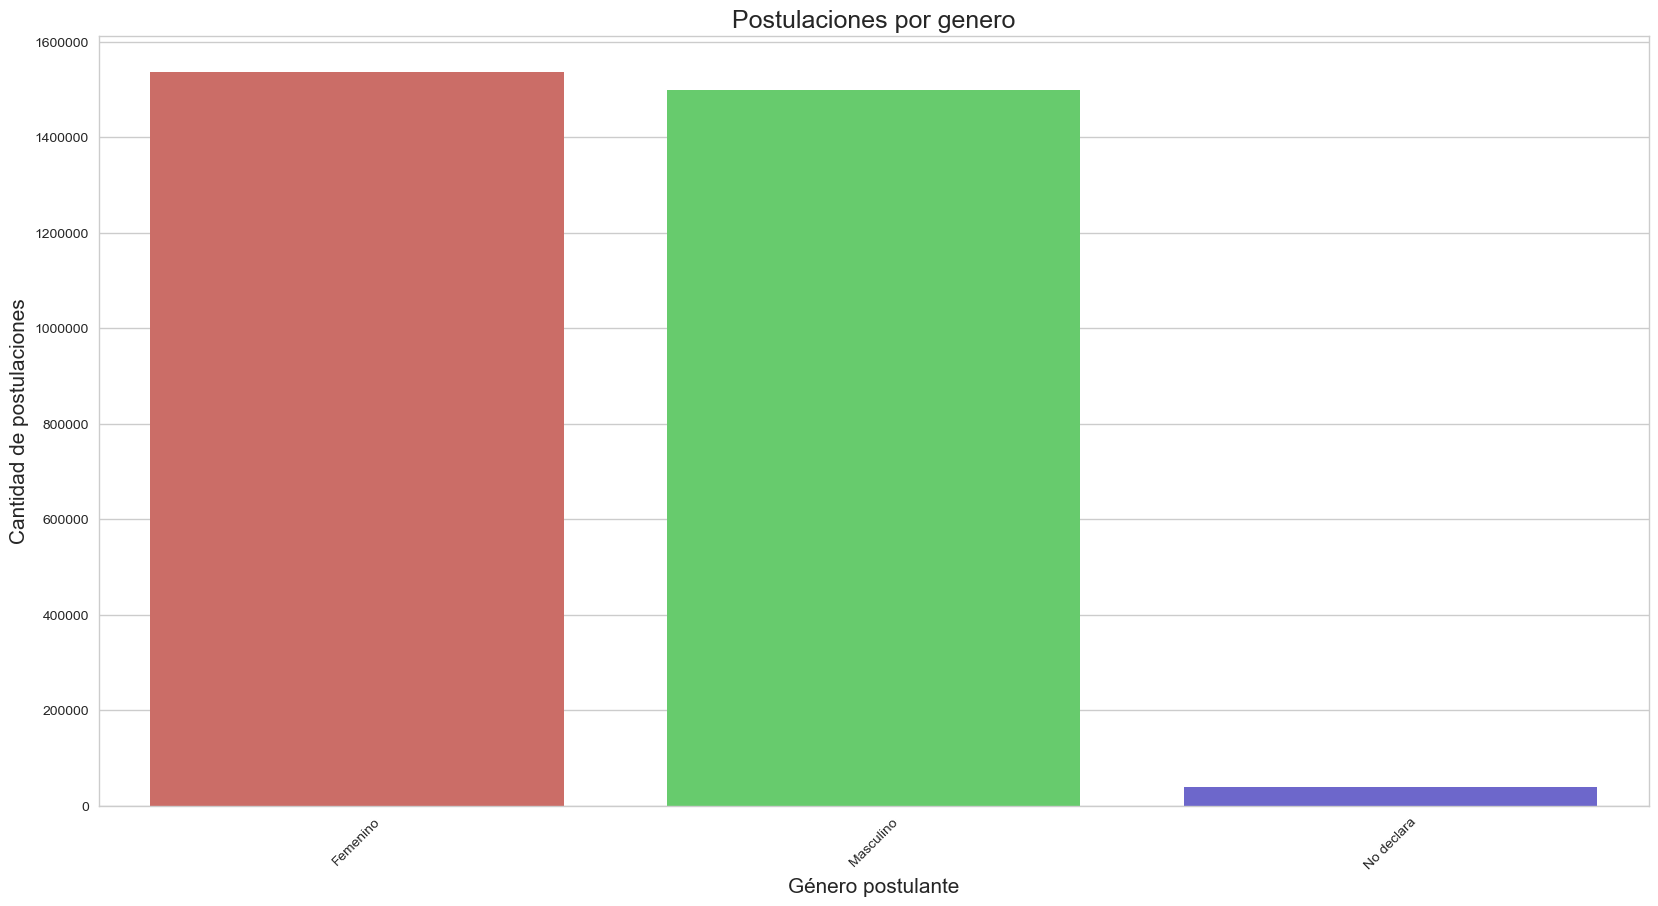 Postulaciones por genero
1600000
1400000
1200000
1000000
800000
600000
400000
200000
0
Cantidad de postulaciones
Femenino
Masculino
No declara
Género postulante